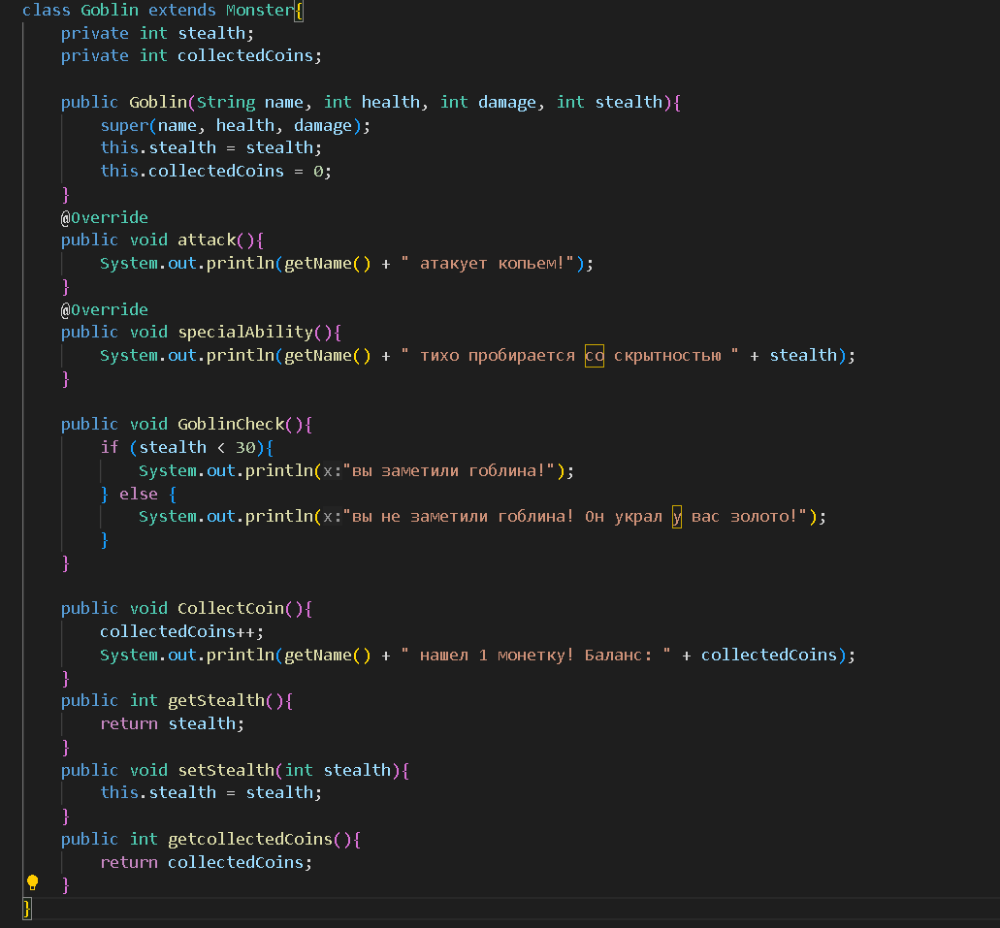 class Goblin extends Monster{
    private int stealth;
    private int collectedCoins;

    public Goblin(String name, int health, int damage, int stealth){
        super(name, health, damage);
        this.stealth = stealth;
        this.collectedCoins = 0;
    }
    @Override
    public void attack(){
        System.out.println(getName() + " атакует копьем!");
    }
    @Override
    public void specialAbility(){
        System.out.println(getName() + " тихо пробирается со скрытностью " + stealth);
    }

    public void GoblinCheck(){
        if (stealth < 30){
            System.out.println(x:"вы заметили гоблина!");
        } else {
            System.out.println(x:"вы не заметили гоблина! Он украл у вас золото!");
        }
    }

    public void CollectCoin(){
        collectedCoins++;
        System.out.println(getName() + " нашел 1 монетку! Баланс: " + collectedCoins);
    }
    public int getStealth(){
        return stealth;
    }
    public void setStealth(int stealth){
        this.stealth = stealth;
    }
    public int getcollectedCoins(){
        return collectedCoins;
    }
}